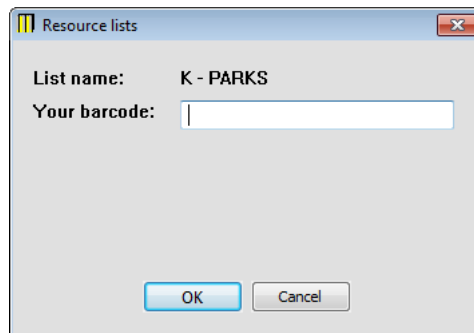 Resource lists
List name: K - PARKS
Your barcode:
OK Cancel